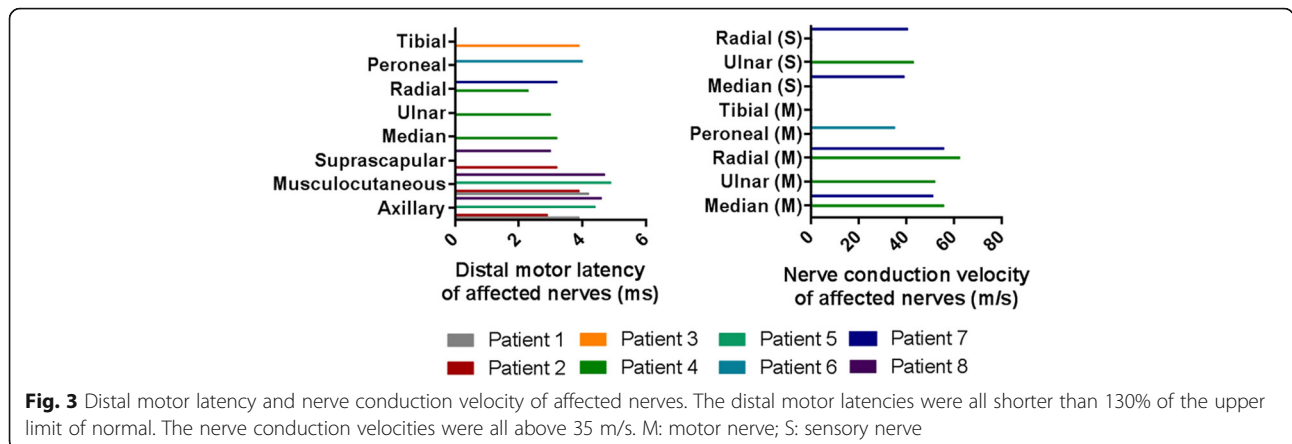 Tibial
Peroneal
Radial
Ulnar
Median
Suprascapular
Musculocutaneous
Axillary
0 2 4 6
Distal motor latency
of affected nerves (ms)
Radial (S)
Ulnar (S)
Median (S)
Tibial (M)
Peroneal (M)
Radial (M)
Ulnar (M)
Median (M)
0 20 40 60 80
Nerve conduction velocity
of affected nerves (m/s)
Patient 1 Patient 3 Patient 5 Patient 7
Patient 2 Patient 4 Patient 6 Patient 8
Fig. 3 Distal motor latency and nerve conduction velocity of affected nerves. The distal motor latencies were all shorter than 130% of the upper
limit of normal. The nerve conduction velocities were all above 35 m/s. M: motor nerve; S: sensory nerve